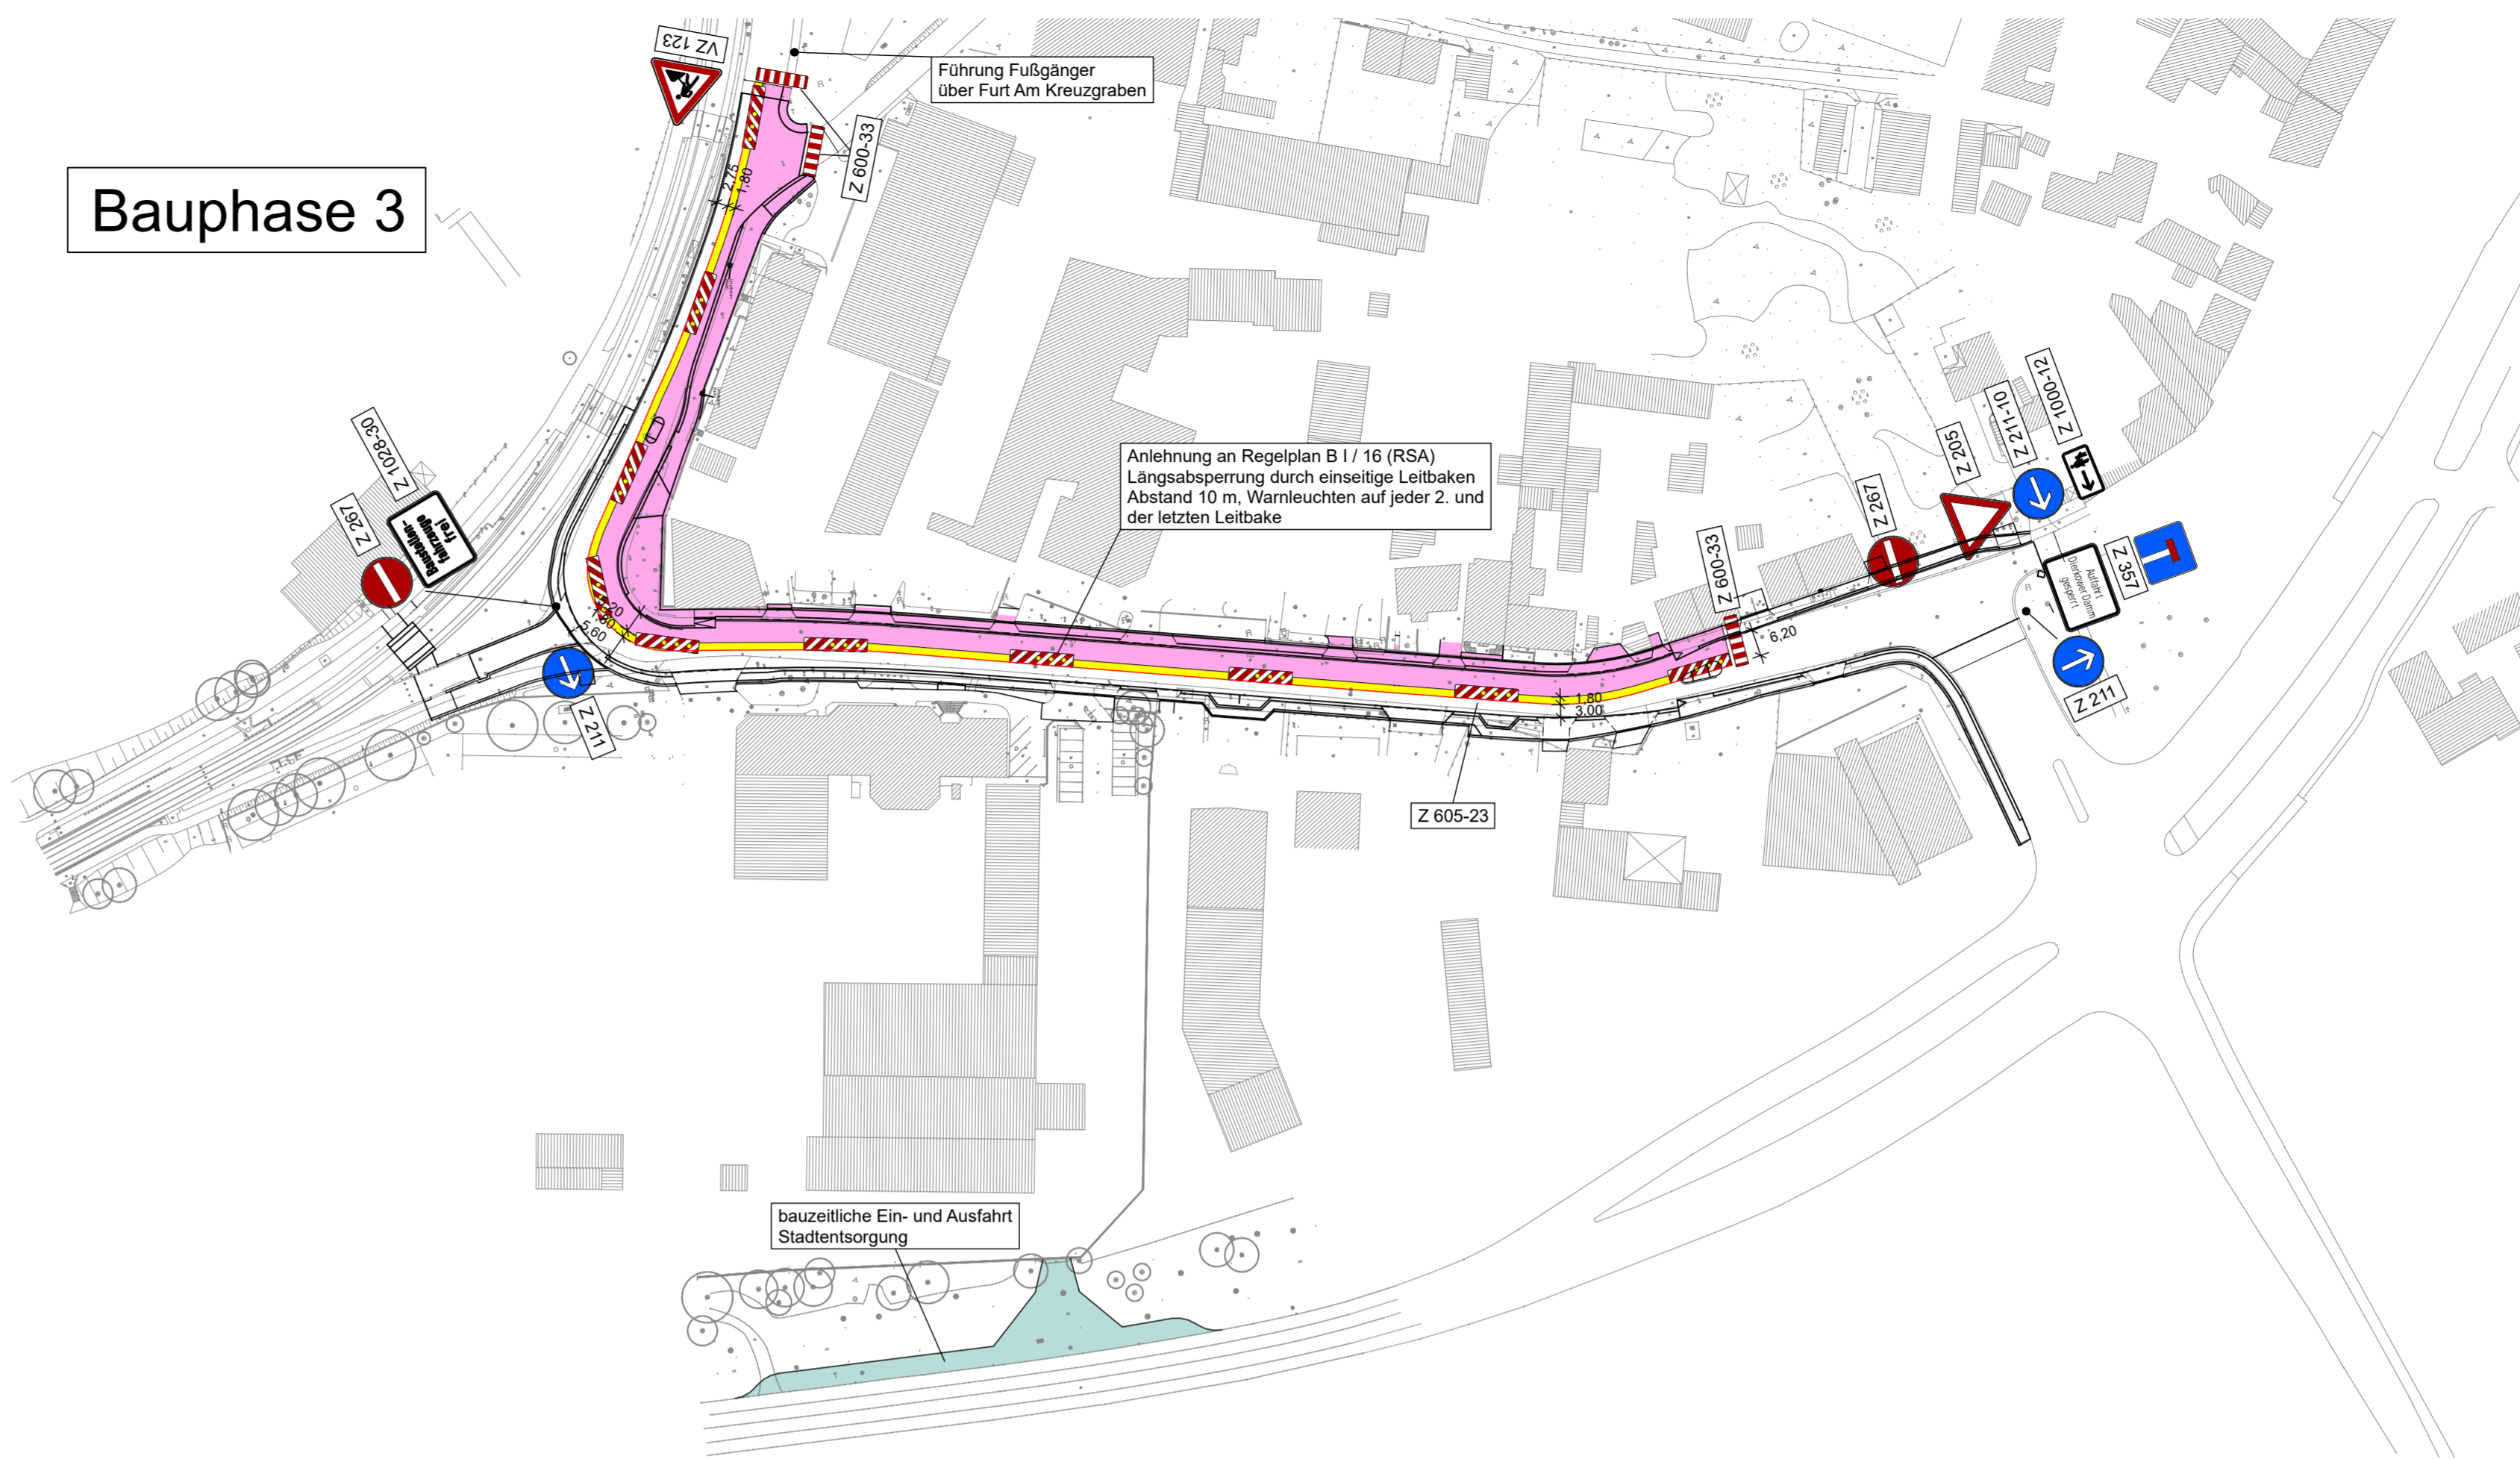 Bauphase 3
VZ 123
Führung Fußgänger
über Furt Am Kreuzgraben
Z 600-33
2,75
1,80
Z 1028-30
Z 267
Baustellen-
fahrzeuge
frei
Anlehnung an Regelplan B I / 16 (RSA)
Längsabsperrung durch einseitige Leitbaken
Abstand 10 m, Warnleuchten auf jeder 2. und
der letzten Leitbake
5,60
Z 211
Z 600-33
6,20
1,80
3,00
Z 605-23
Z 267
Z 205
Z 211-10
Z 1000-12
Z 357
Auffahrt
Dierkower Damm
gesperrt
Z 211
bauzeitliche Ein- und Ausfahrt
Stadtentsorgung